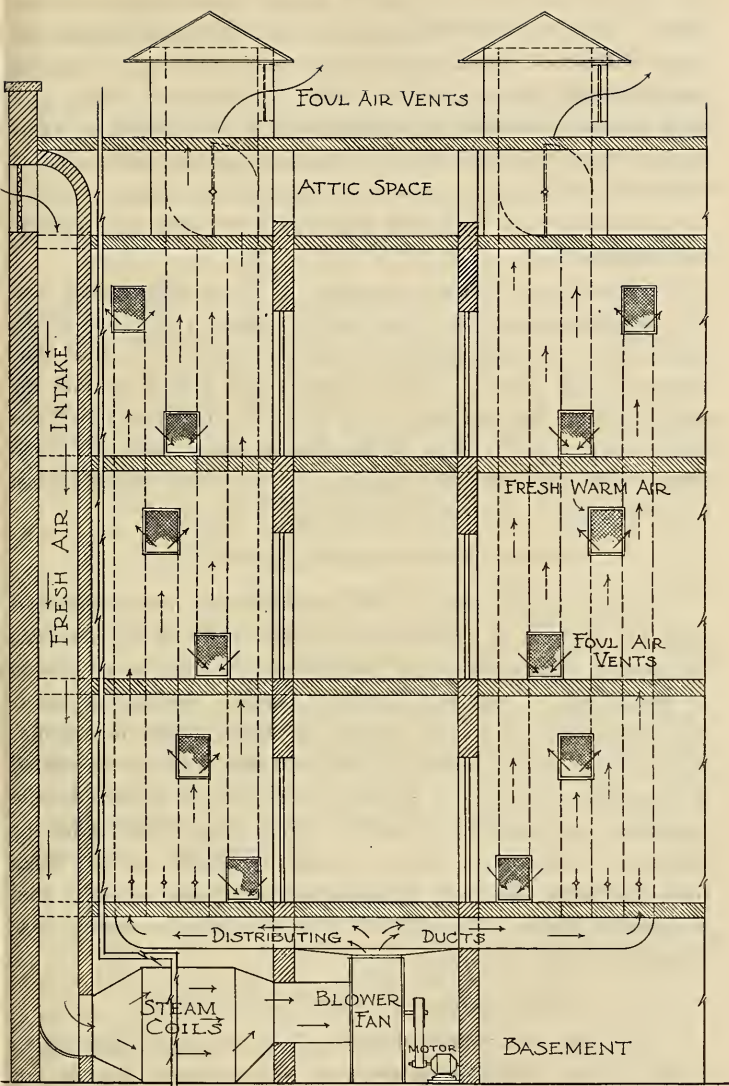 FOUL AIR VENTS
ATTIC SPACE
FRESH AIR INTAKE
FRESH WARM AIR
FOUL AIR
VENTS
DISTRIBUTING DUCTS
STEAM
COILS
BLOWER
FAN
MOTOR
BASEMENT